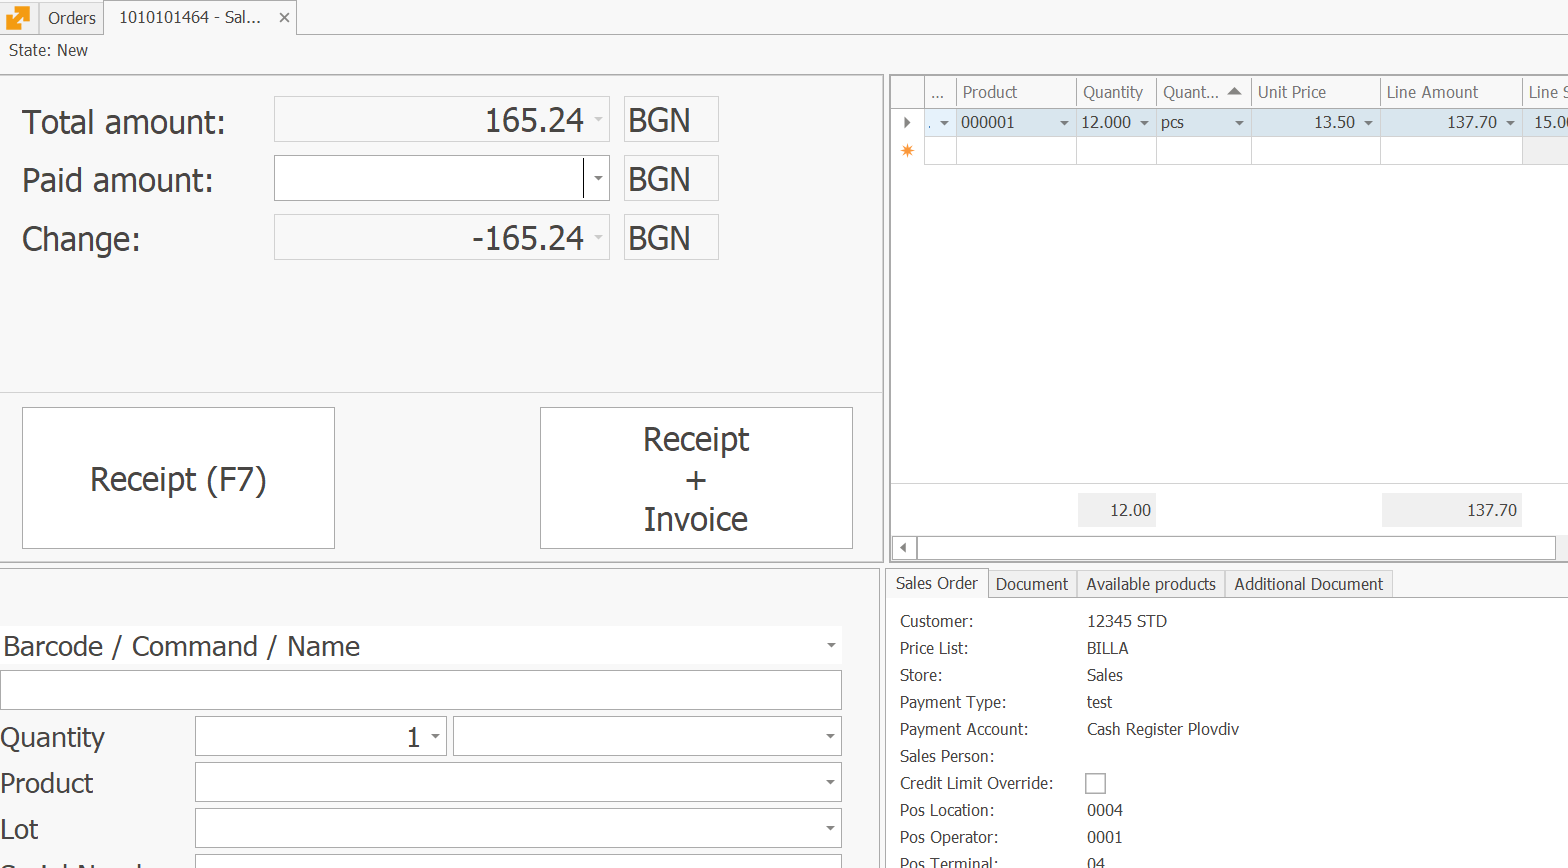 Orders
1010101464 - Sal...
State: New
Total amount: 165.24 BGN
Paid amount: BGN
Change: -165.24 BGN
Receipt (F7)
Receipt
+
Invoice
... Product Quantity Quant... Unit Price Line Amount Line S
. 000001 12.000 pcs 13.50 137.70 15.00
12.00 137.70
Barcode / Command / Name
Quantity 1
Product
Lot
Sales Order Document Available products Additional Document
Customer: 12345 STD
Price List: BILLA
Store: Sales
Payment Type: test
Payment Account: Cash Register Plovdiv
Sales Person:
Credit Limit Override:
Pos Location: 0004
Pos Operator: 0001
Pos Terminal: 04